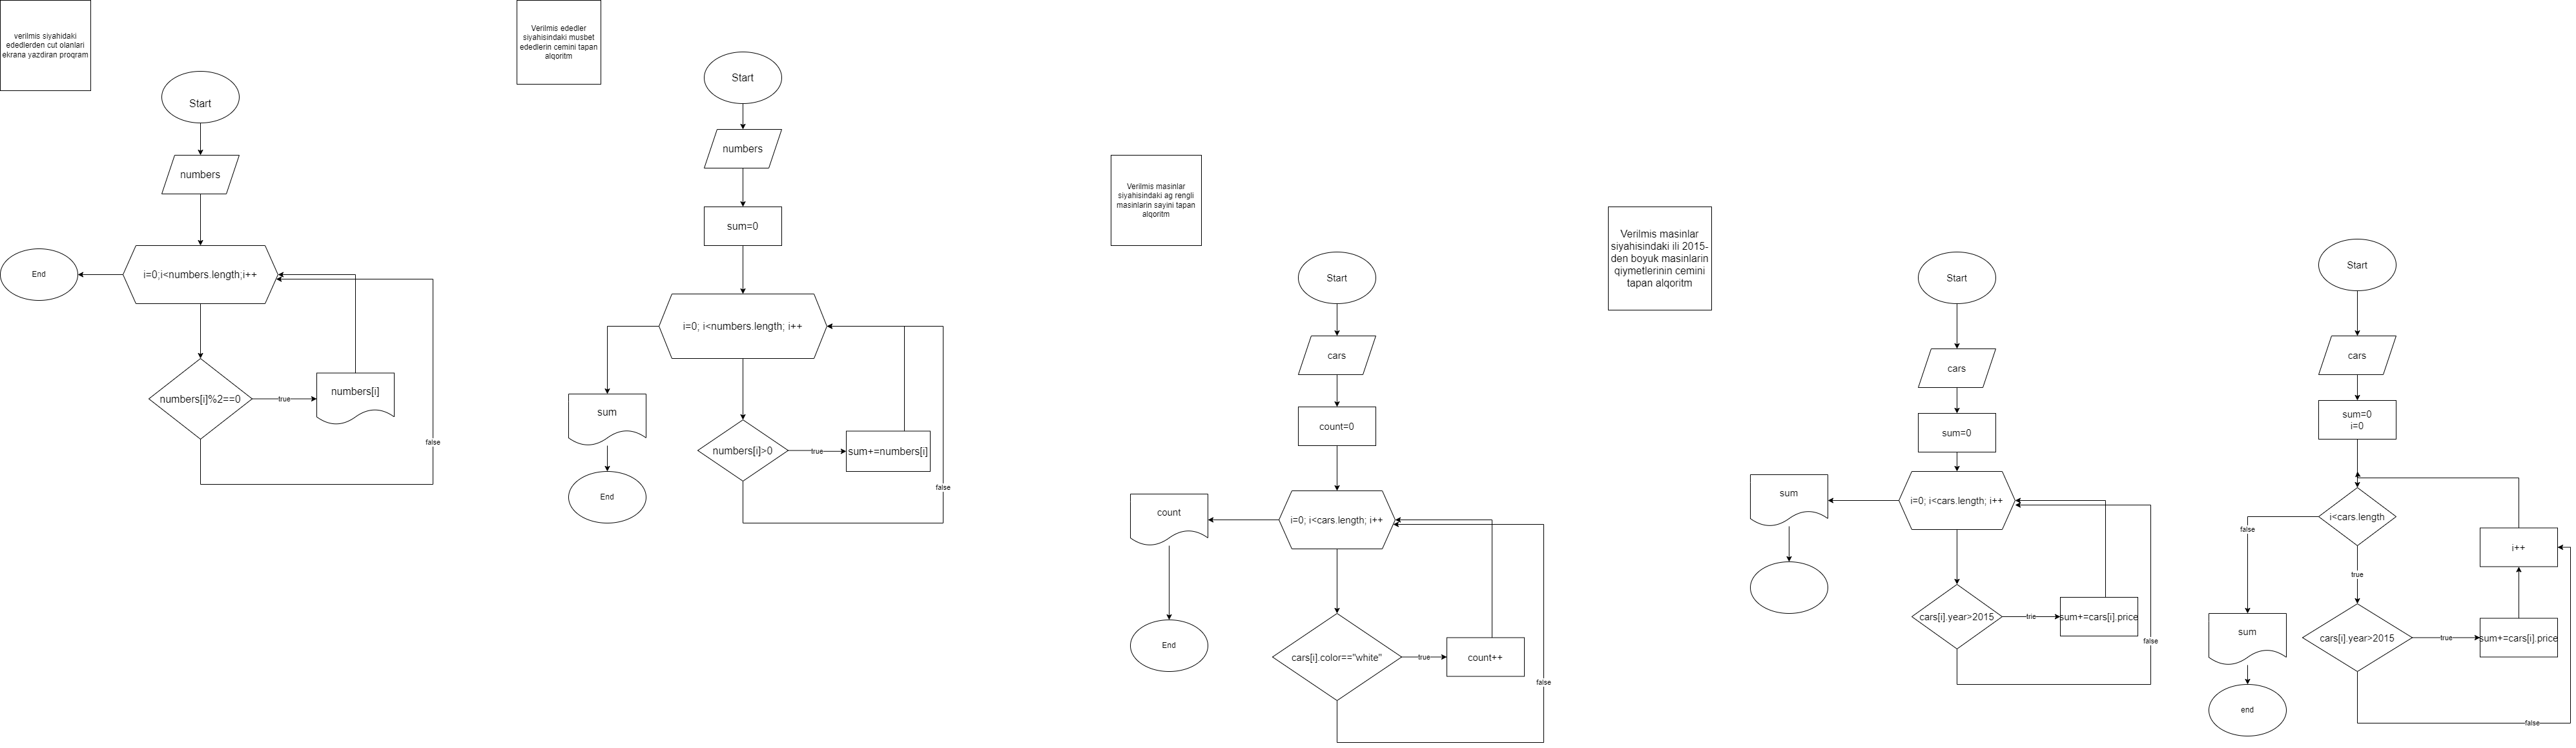 verilmis siyahidaki
ededlerden cut olanlari
ekrana yazdiran proqram
Start
numbers
i=0;i<numbers.length;i++
End
numbers[i]%2==0
true
numbers[i]
false
Verilmis ededler
siyahisindaki musbet
ededlerin cemini tapan
alqoritm
Start
numbers
sum=0
i=0; i<numbers.length; i++
sum
End
numbers[i]>0
true
sum+=numbers[i]
false
Verilmis masinlar
siyahisindaki ag rengli
masinlarin sayini tapan
alqoritm
Start
cars
count=0
i=0; i<cars.length; i++
count
End
cars[i].color=="white"
true
count++
false
Verilmis masinlar
siyahisindaki ili 2015-
den boyuk masinlarin
qiymetlerinin cemini
tapan alqoritm
Start
cars
sum=0
i=0; i<cars.length; i++
sum
cars[i].year>2015
trie
sum+=cars[i].price
false
Start
cars
sum=0
i=0
i<cars.length
false
true
i++
sum
end
cars[i].year>2015
true
sum+=cars[i].price
false